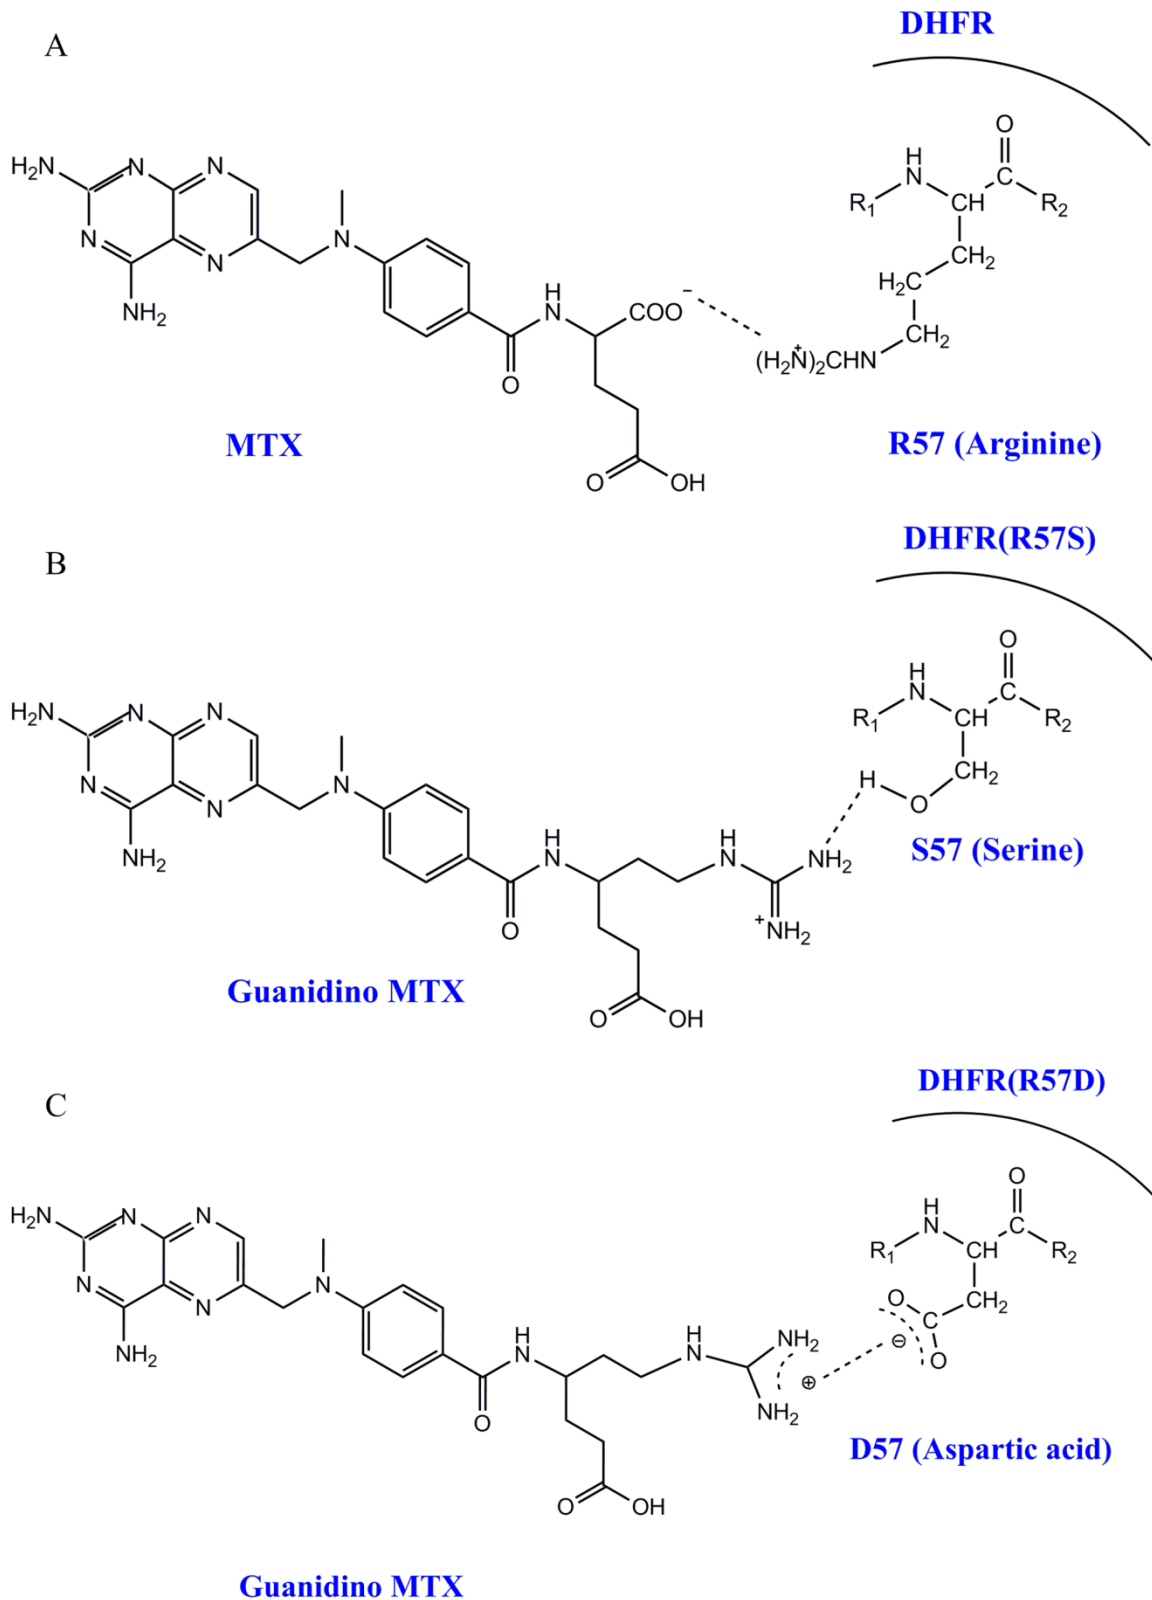 A
DHFR
H₂N
N
N
N
N
NH₂
N
H
N
O
COO⁻
O
OH
(H₂N⁺)₂CHN
CH₂
H₂C
CH₂
CH
H
N
R₁
O
C
R₂
MTX
R57 (Arginine)
B
DHFR(R57S)
H₂N
N
N
N
N
NH₂
N
H
N
O
O
OH
H
N
NH₂
⁺NH₂
H
O
CH₂
CH
H
N
R₁
O
C
R₂
S57 (Serine)
Guanidino MTX
C
DHFR(R57D)
H₂N
N
N
N
N
NH₂
N
H
N
O
O
OH
H
N
NH₂
NH₂
⊕
⊖
O
C
O
CH₂
CH
H
N
R₁
O
C
R₂
D57 (Aspartic acid)
Guanidino MTX